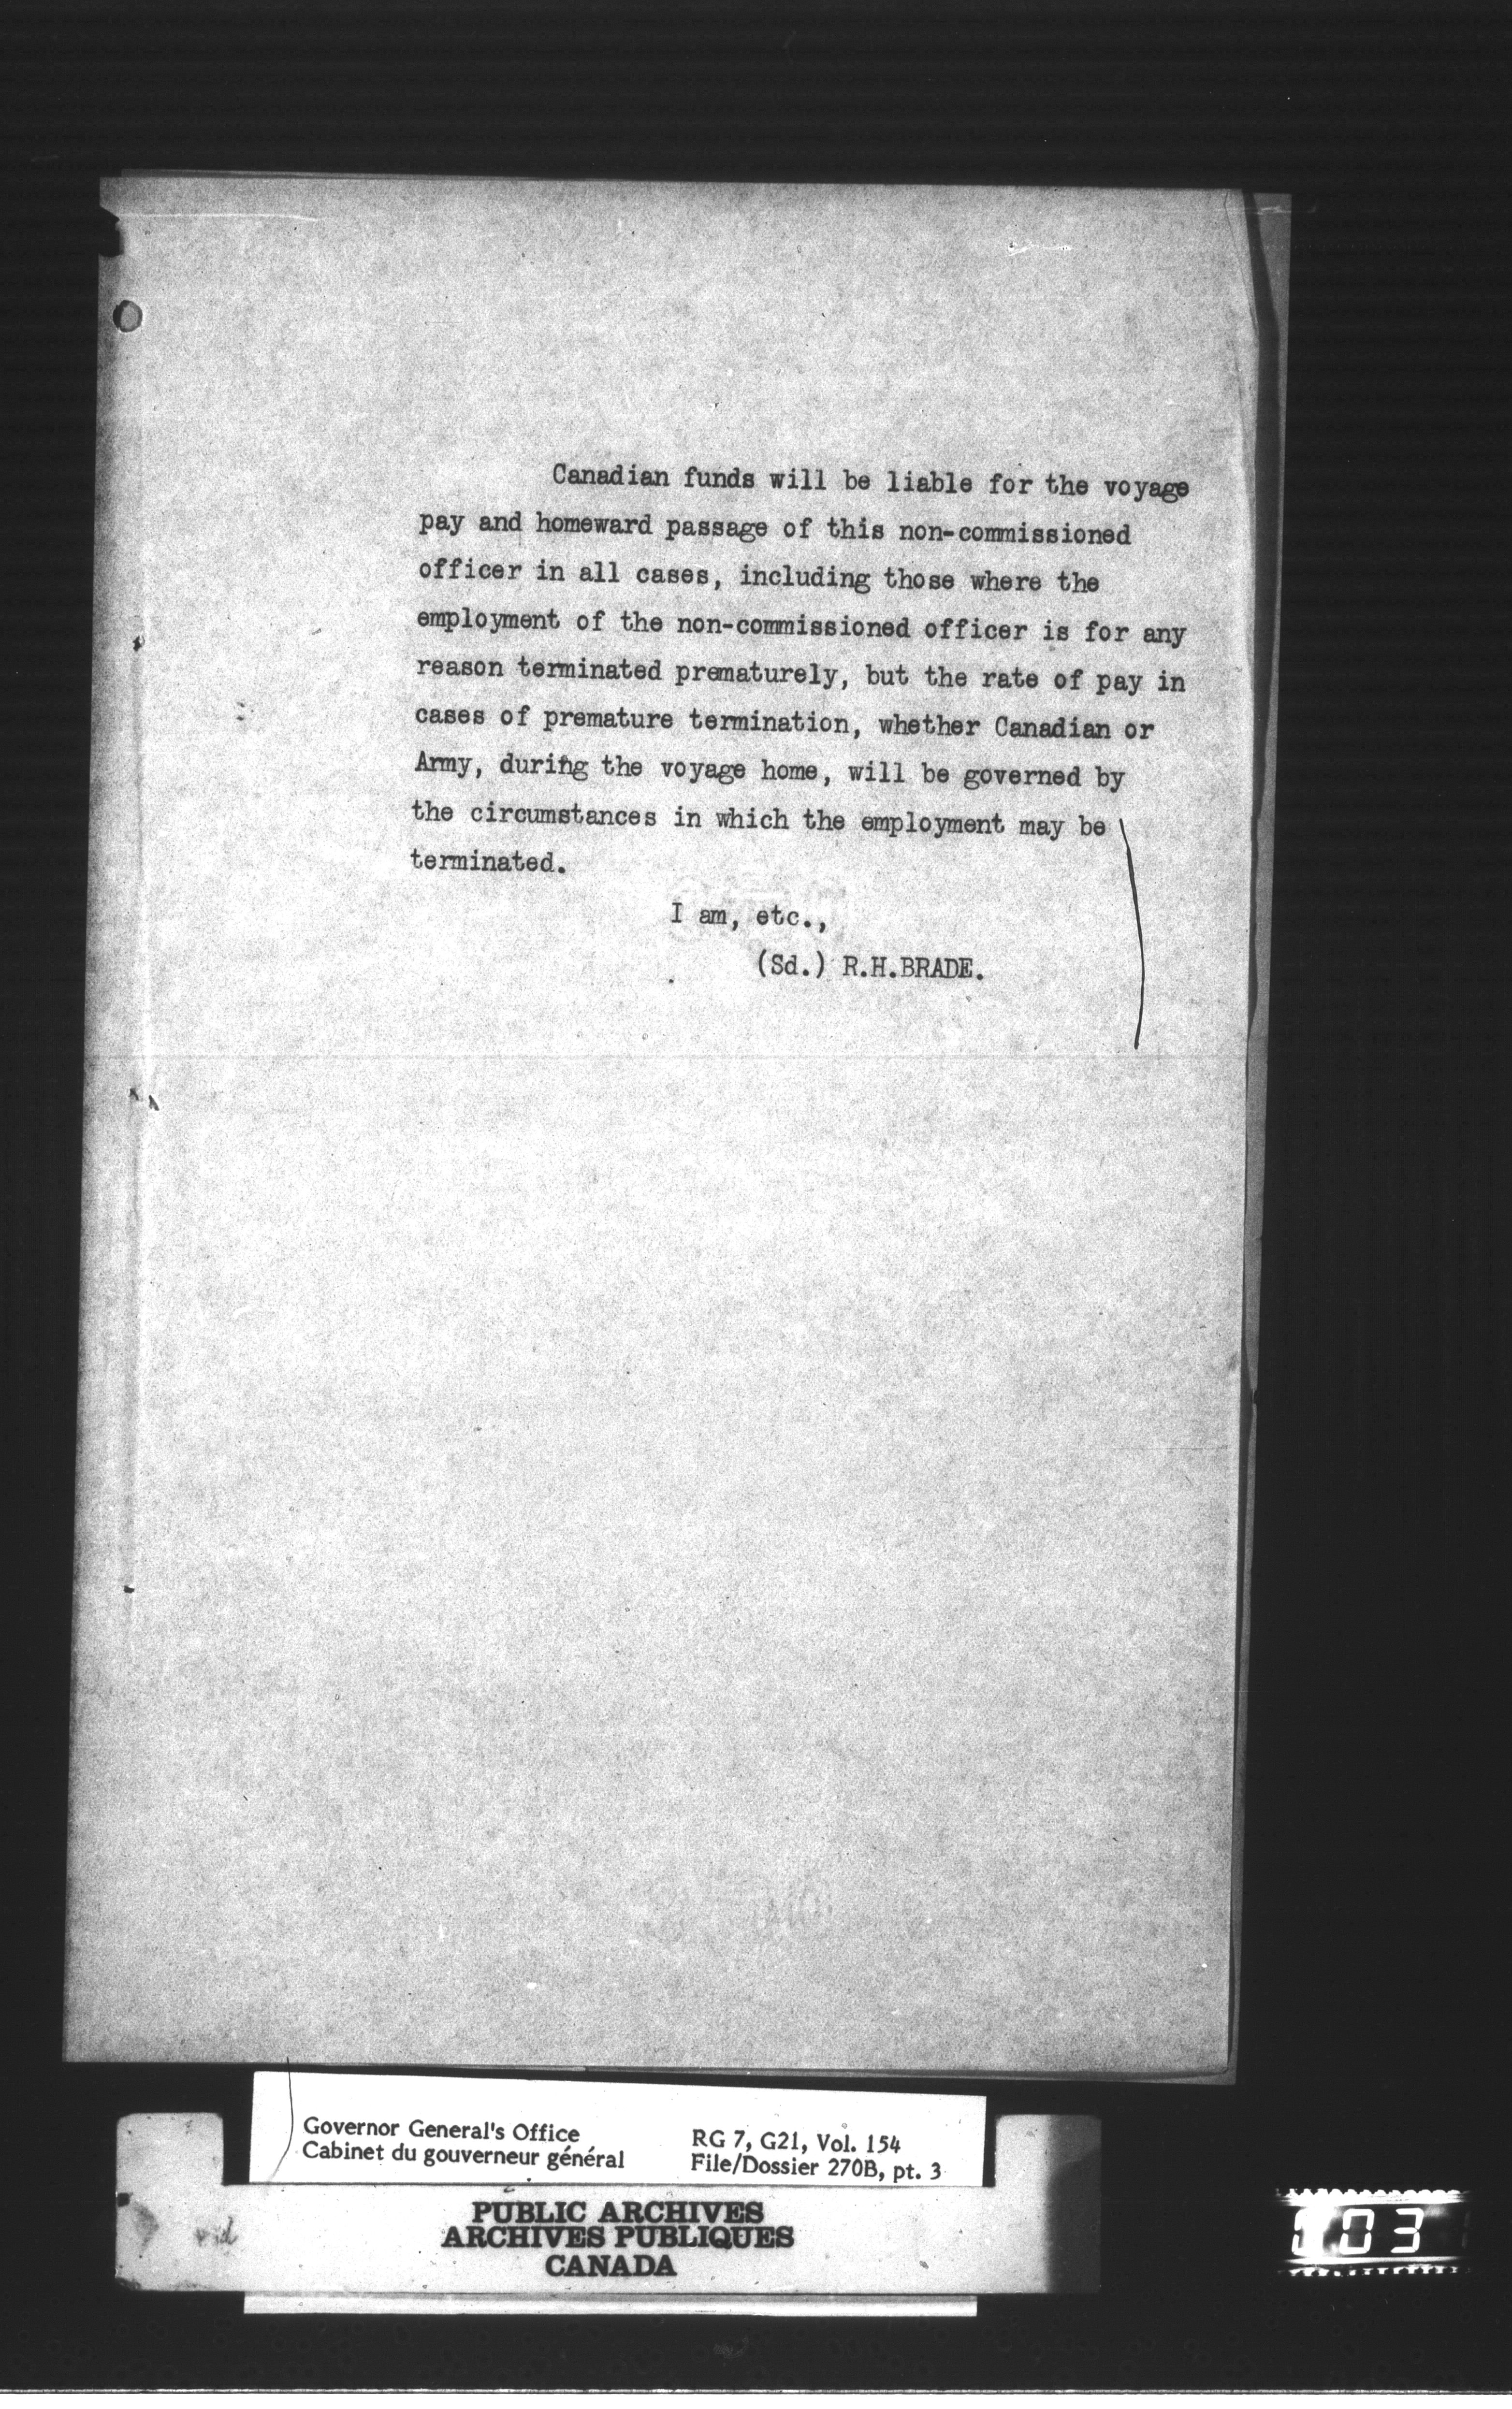 Canadian funds will be liable for the voyage
pay and homeward passage of this non-commissioned
officer in all cases, including those where the
employment of the non-commissioned officer is for any
reason terminated prematurely, but the rate of pay in
cases of premature termination, whether Canadian or
Army, during the voyage home, will be governed by
the circumstances in which the employment may be
terminated.
I am, etc.,
(Sd.) R.H.BRADE.
Governor General's Office
Cabinet du gouverneur général
RG 7, G21, Vol. 154
File/Dossier 270B, pt. 3
PUBLIC ARCHIVES
ARCHIVES PUBLIQUES
CANADA